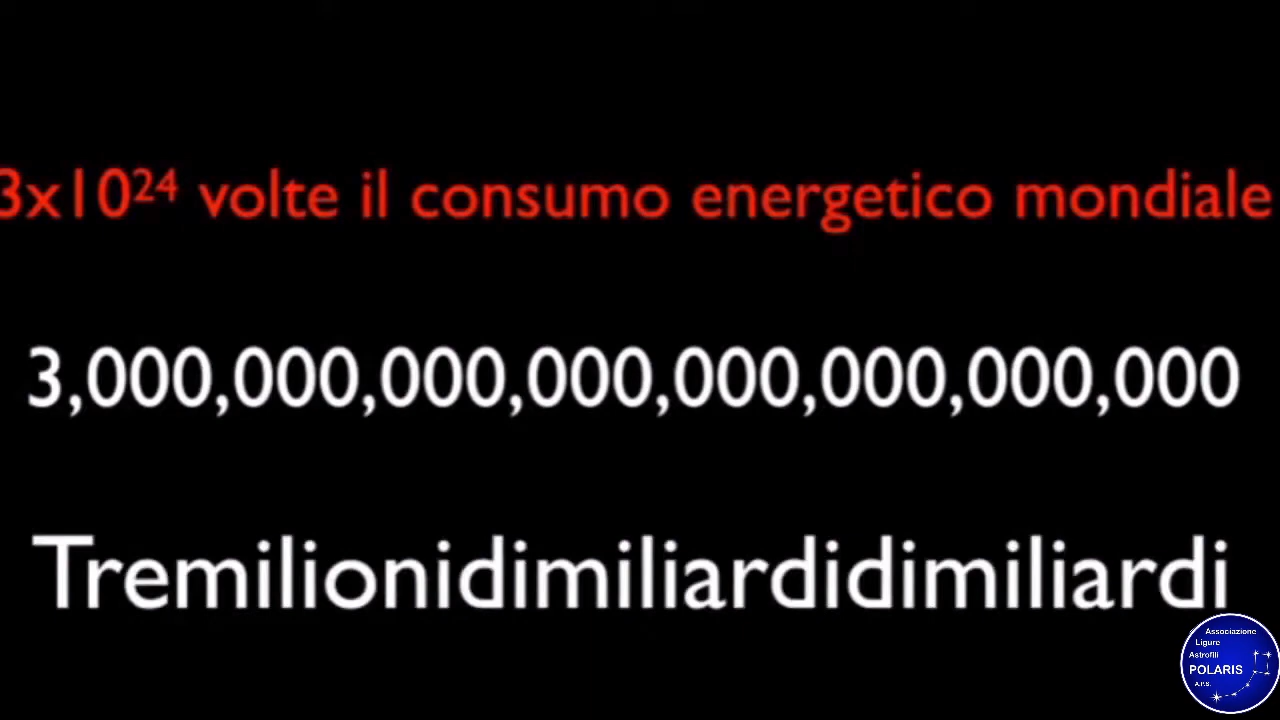 3x10²⁴ volte il consumo energetico mondiale
3,000,000,000,000,000,000,000,000
Tremilionidimiliardidimiliardi
Associazione
Ligure
Astrofili
POLARIS
A.P.S.